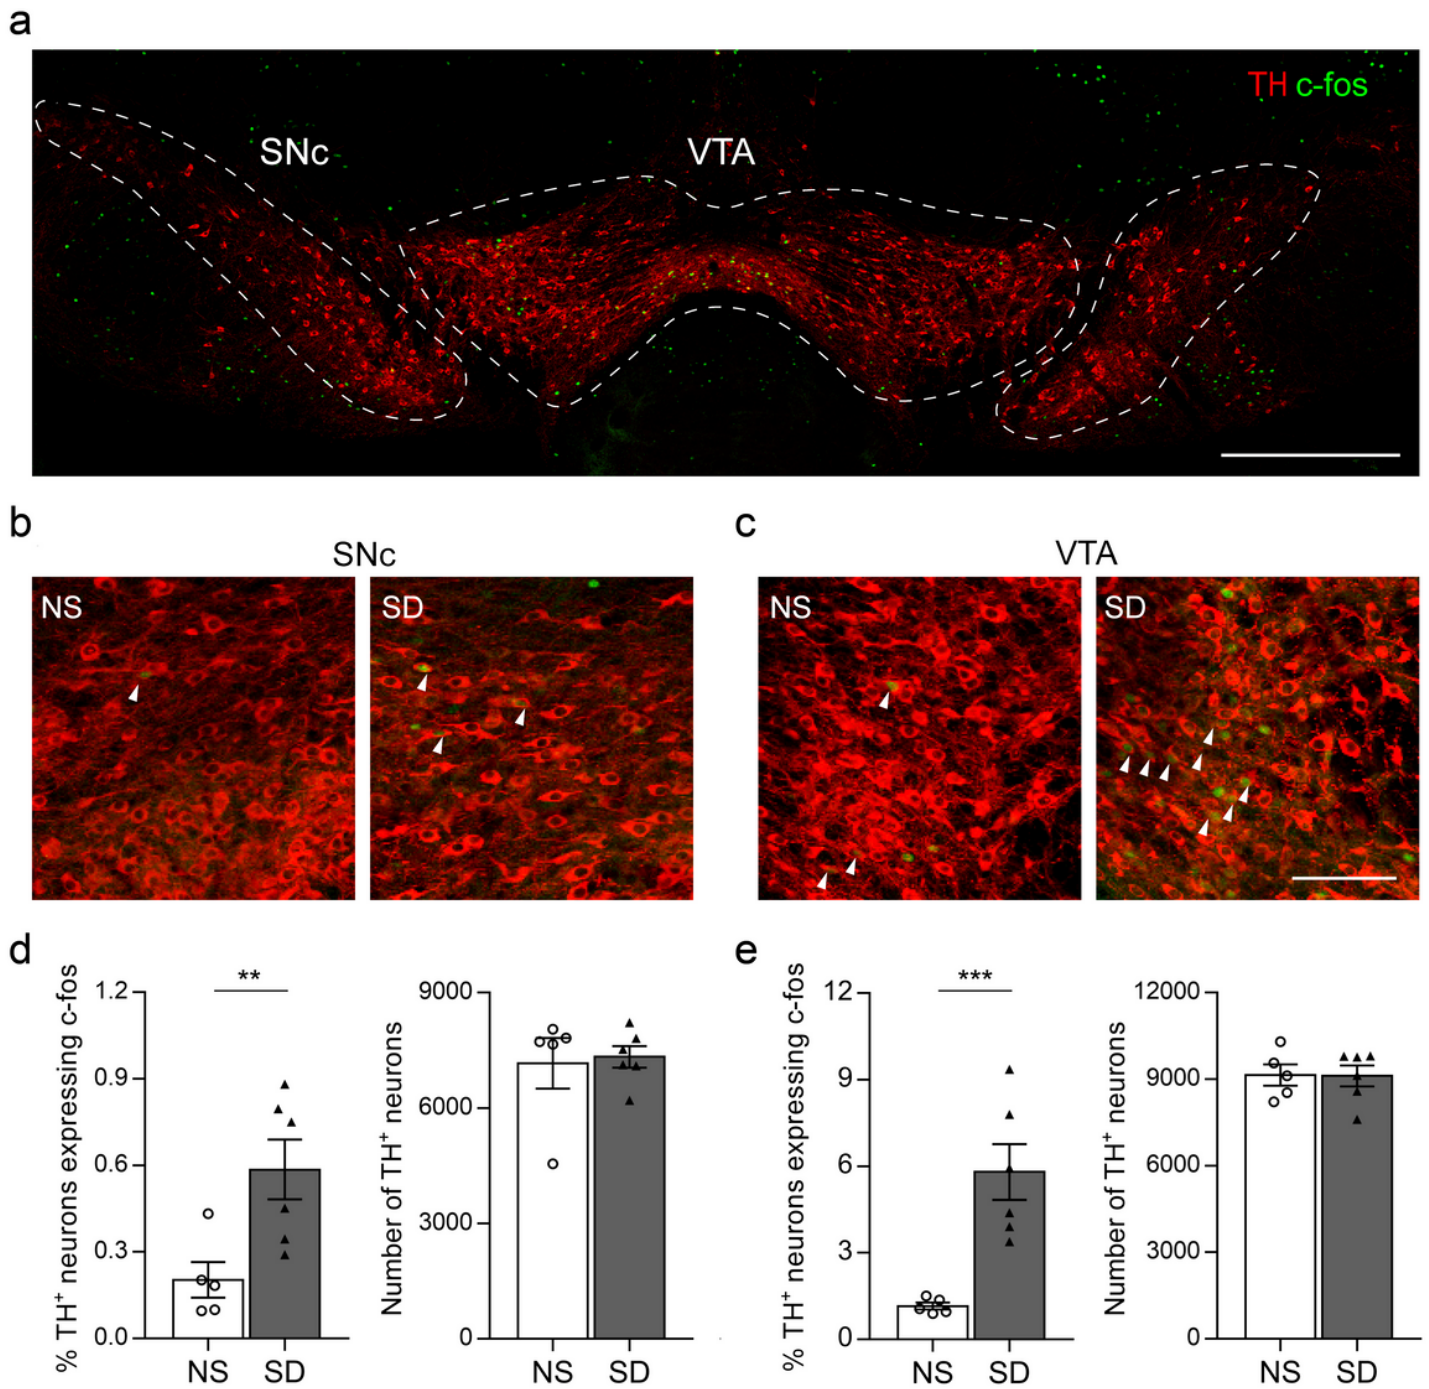 a
TH c-fos
SNc
VTA
b
c
SNc
VTA
NS
SD
NS
SD
d
e
% TH+ neurons expressing c-fos
1.2
0.9
0.6
0.3
0.0
**
NS
SD
Number of TH+ neurons
9000
6000
3000
0
NS
SD
% TH+ neurons expressing c-fos
12
9
6
3
0
***
NS
SD
Number of TH+ neurons
12000
9000
6000
3000
0
NS
SD